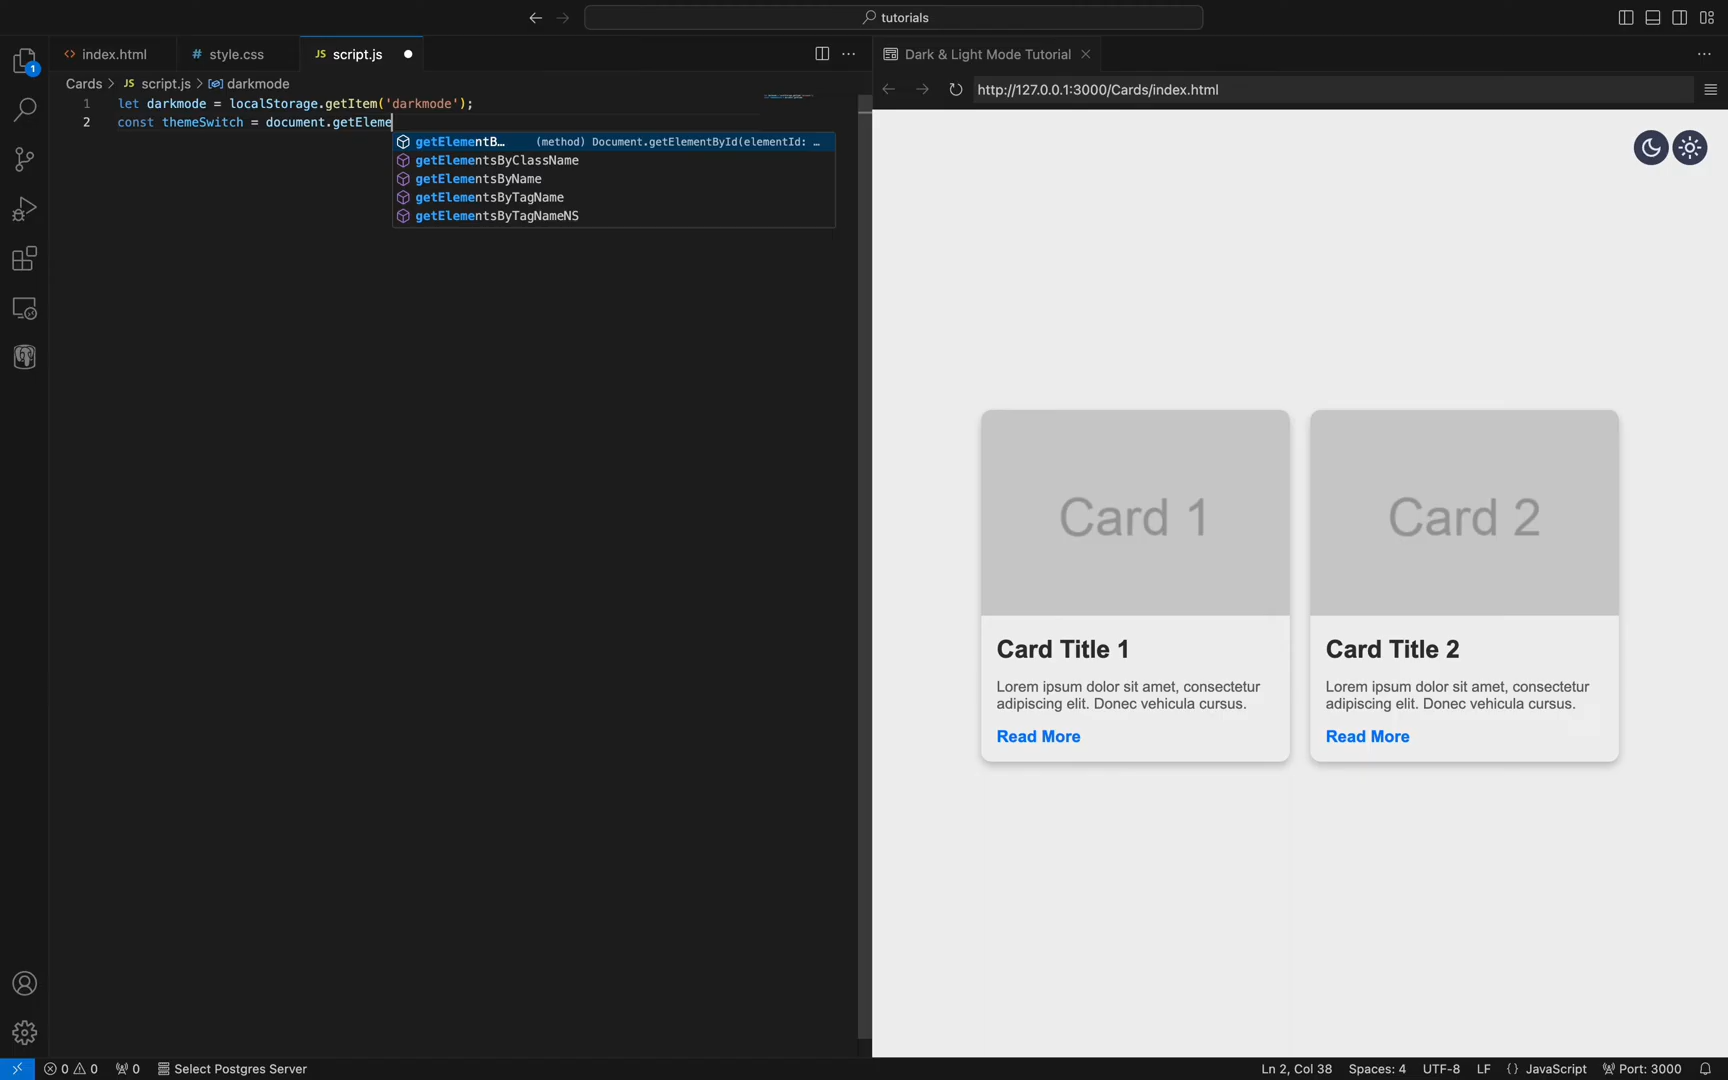 tutorials
index.html
# style.css
JS script.js
Dark & Light Mode Tutorial
Cards > JS script.js > darkmode
http://127.0.0.1:3000/Cards/index.html
1
1 let darkmode = localStorage.getItem('darkmode');
2 const themeSwitch = document.getEleme
getElementB… (method) Document.getElementById(elementId: …
getElementsByClassName
getElementsByName
getElementsByTagName
getElementsByTagNameNS
Card 1
Card 2
Card Title 1
Lorem ipsum dolor sit amet, consectetur
adipiscing elit. Donec vehicula cursus.
Read More
Card Title 2
Lorem ipsum dolor sit amet, consectetur
adipiscing elit. Donec vehicula cursus.
Read More
0 0 0 Select Postgres Server
Ln 2, Col 38 Spaces: 4 UTF-8 LF {} JavaScript Port: 3000